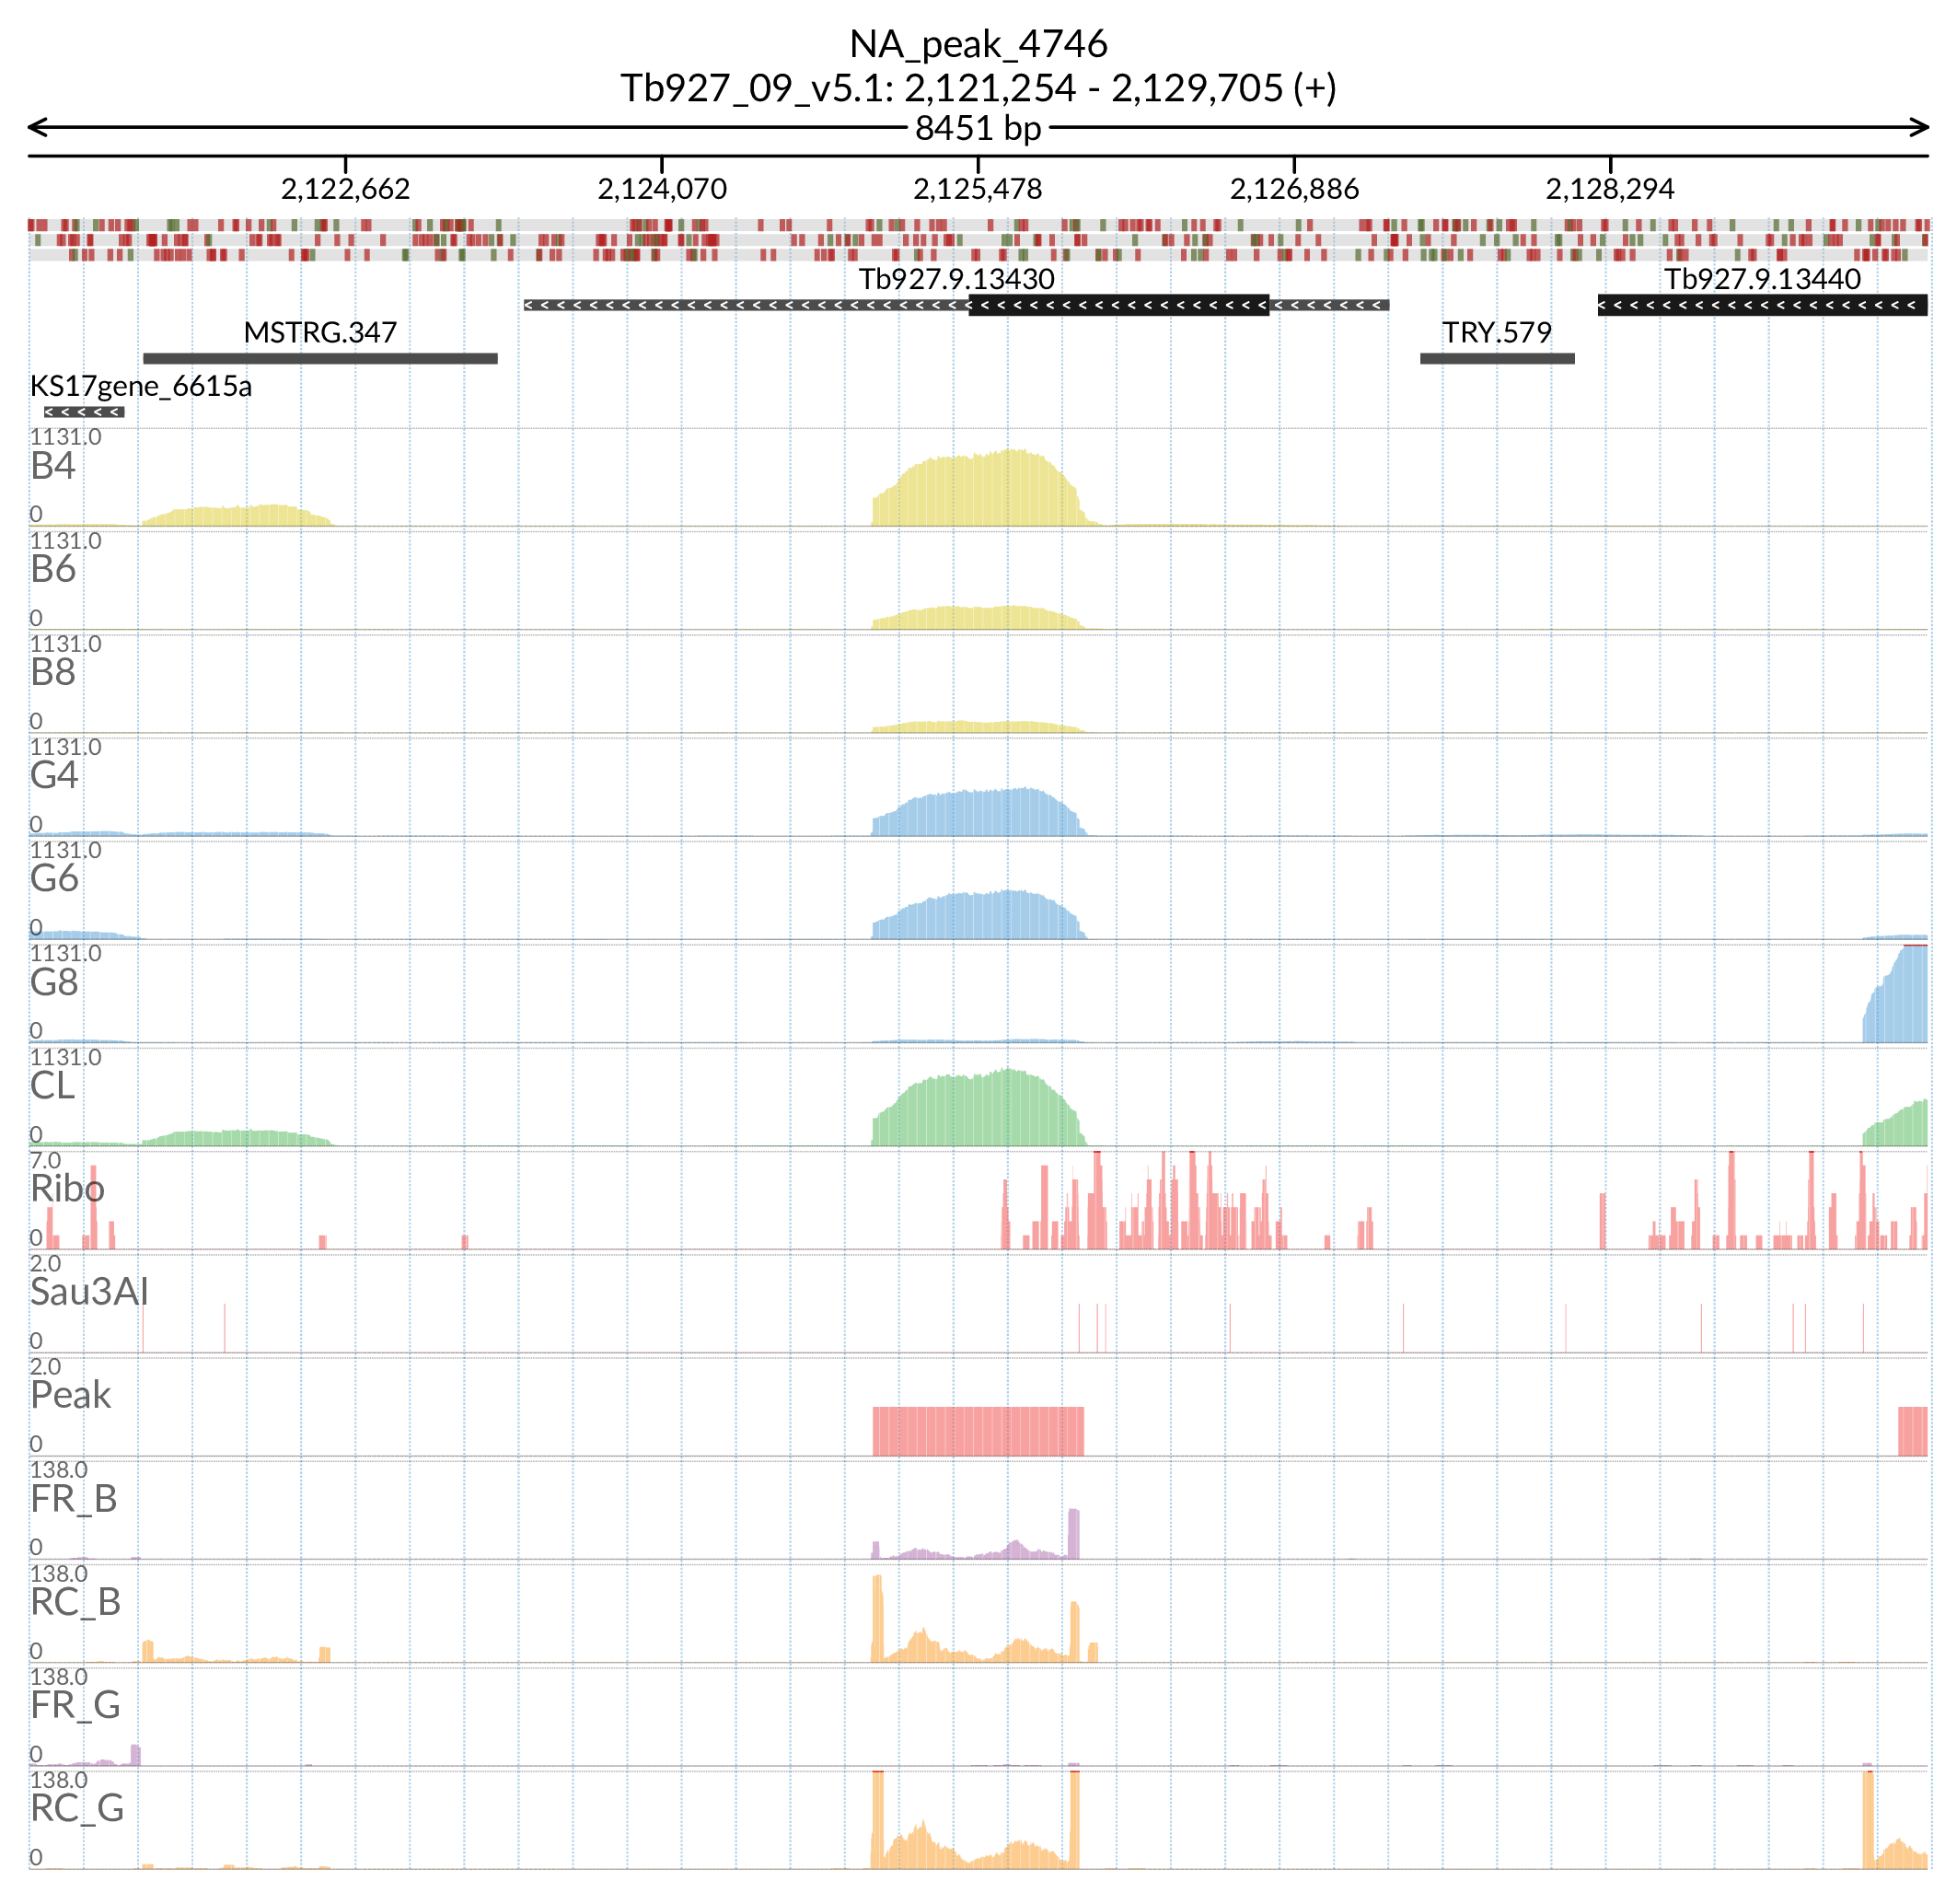 NA_peak_4746
Tb927_09_v5.1: 2,121,254 - 2,129,705 (+)
8451 bp
2,122,662 2,124,070 2,125,478 2,126,886 2,128,294
Tb927.9.13430 Tb927.9.13440
MSTRG.347 TRY.579
KS17gene_6615a
1131.0
B4
0
1131.0
B6
0
1131.0
B8
0
1131.0
G4
0
1131.0
G6
0
1131.0
G8
0
1131.0
CL
0
7.0
Ribo
0
2.0
Sau3AI
0
2.0
Peak
0
138.0
FR_B
0
138.0
RC_B
0
138.0
FR_G
0
138.0
RC_G
0